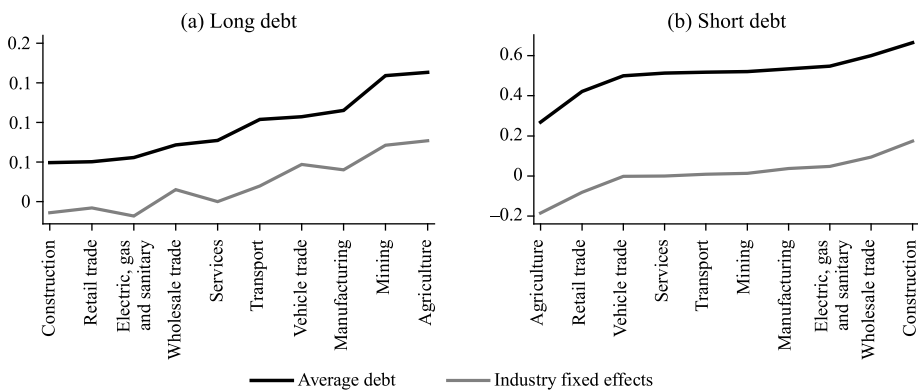 (a) Long debt
0.2
0.1
0.1
0.1
0
Construction
Retail trade
Electric, gas
and sanitary
Wholesale trade
Services
Transport
Vehicle trade
Manufacturing
Mining
Agriculture
(b) Short debt
0.6
0.4
0.2
0
–0.2
Agriculture
Retail trade
Vehicle trade
Services
Transport
Mining
Manufacturing
Electric, gas
and sanitary
Wholesale trade
Construction
Average debt
Industry fixed effects